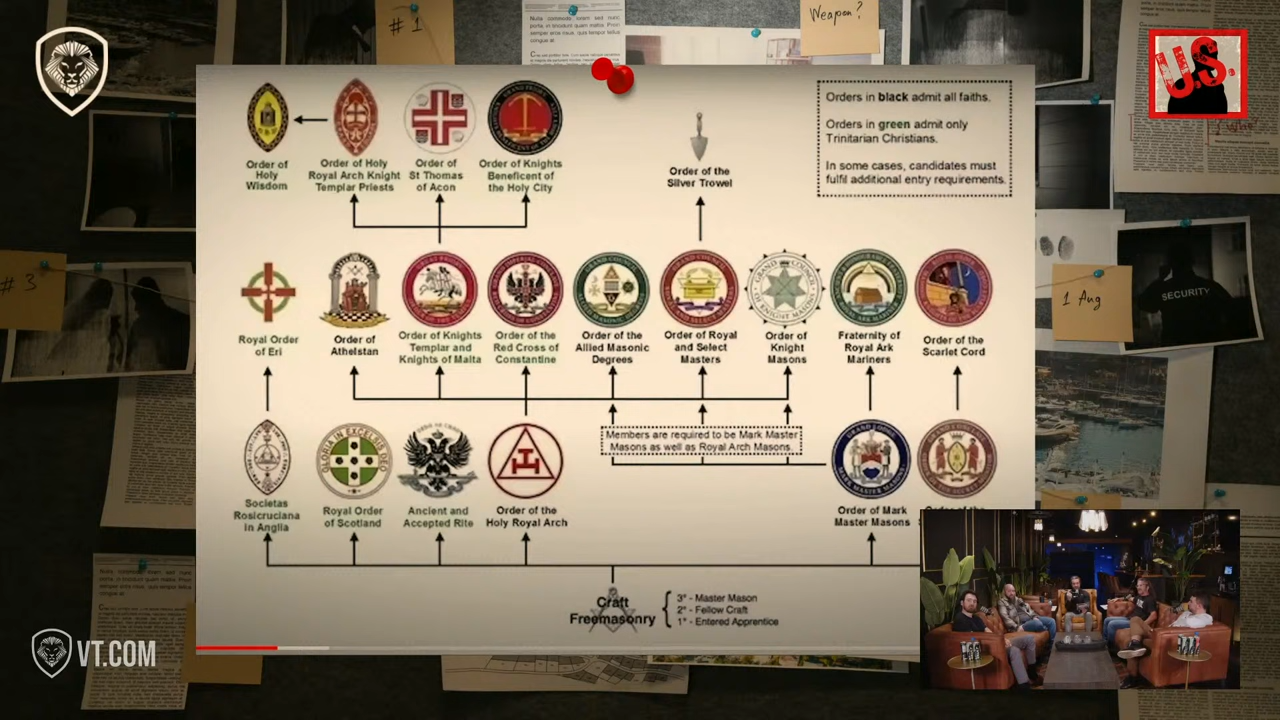 # 1
Weapon?
U.S.
Orders in black admit all faiths.
Orders in green admit only
Trinitarian Christians.
In some cases, candidates must
fulfil additional entry requirements.
Order of
Holy
Wisdom
Order of Holy
Royal Arch Knight
Templar Priests
Order of
St Thomas
of Acon
Order of Knights
Beneficent of
the Holy City
Order of the
Silver Trowel
# 3
1 Aug
SECURITY
Royal Order
of Eri
Order of
Athelstan
Order of Knights
Templar and
Knights of Malta
Order of the
Red Cross of
Constantine
Order of the
Allied Masonic
Degrees
Order of Royal
and Select
Masters
Order of
Knight
Masons
Fraternity of
Royal Ark
Mariners
Order of the
Scarlet Cord
Members are required to be Mark Master
Masons as well as Royal Arch Masons.
GLORIA IN EXCELSIS DEO
Societas
Rosicruciana
in Anglia
Royal Order
of Scotland
Ancient and
Accepted Rite
Order of the
Holy Royal Arch
Order of Mark
Master Masons
Craft
Freemasonry
3° - Master Mason
2° - Fellow Craft
1° - Entered Apprentice
VT.COM